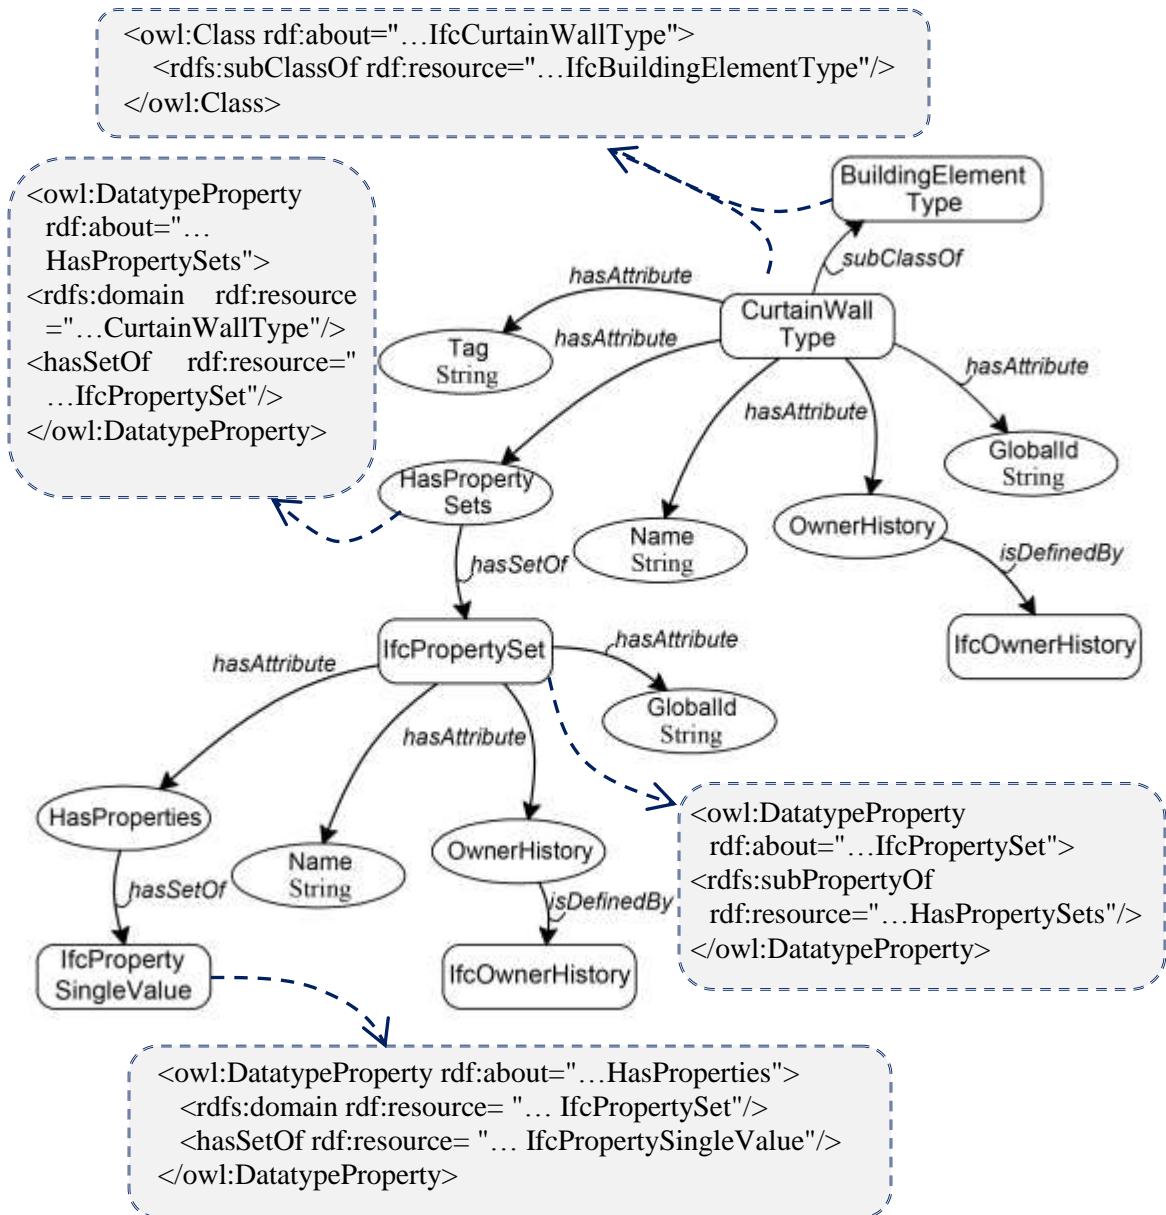 <owl:Class rdf:about="…IfcCurtainWallType">
<rdfs:subClassOf rdf:resource="…IfcBuildingElementType"/>
</owl:Class>
<owl:DatatypeProperty
rdf:about="…
HasPropertySets">
<rdfs:domain rdf:resource
="…CurtainWallType"/>
<hasSetOf rdf:resource="
…IfcPropertySet"/>
</owl:DatatypeProperty>
BuildingElement
Type
subClassOf
hasAttribute
CurtainWall
Type
Tag
String
hasAttribute
hasAttribute
hasAttribute
HasProperty
Sets
GlobalId
String
Name
String
OwnerHistory
hasSetOf
isDefinedBy
IfcPropertySet
hasAttribute
IfcOwnerHistory
hasAttribute
GlobalId
String
hasAttribute
HasProperties
Name
String
OwnerHistory
hasSetOf
isDefinedBy
IfcProperty
SingleValue
IfcOwnerHistory
<owl:DatatypeProperty
rdf:about="…IfcPropertySet">
<rdfs:subPropertyOf
rdf:resource="…HasPropertySets"/>
</owl:DatatypeProperty>
<owl:DatatypeProperty rdf:about="…HasProperties">
<rdfs:domain rdf:resource= "… IfcPropertySet"/>
<hasSetOf rdf:resource= "… IfcPropertySingleValue"/>
</owl:DatatypeProperty>